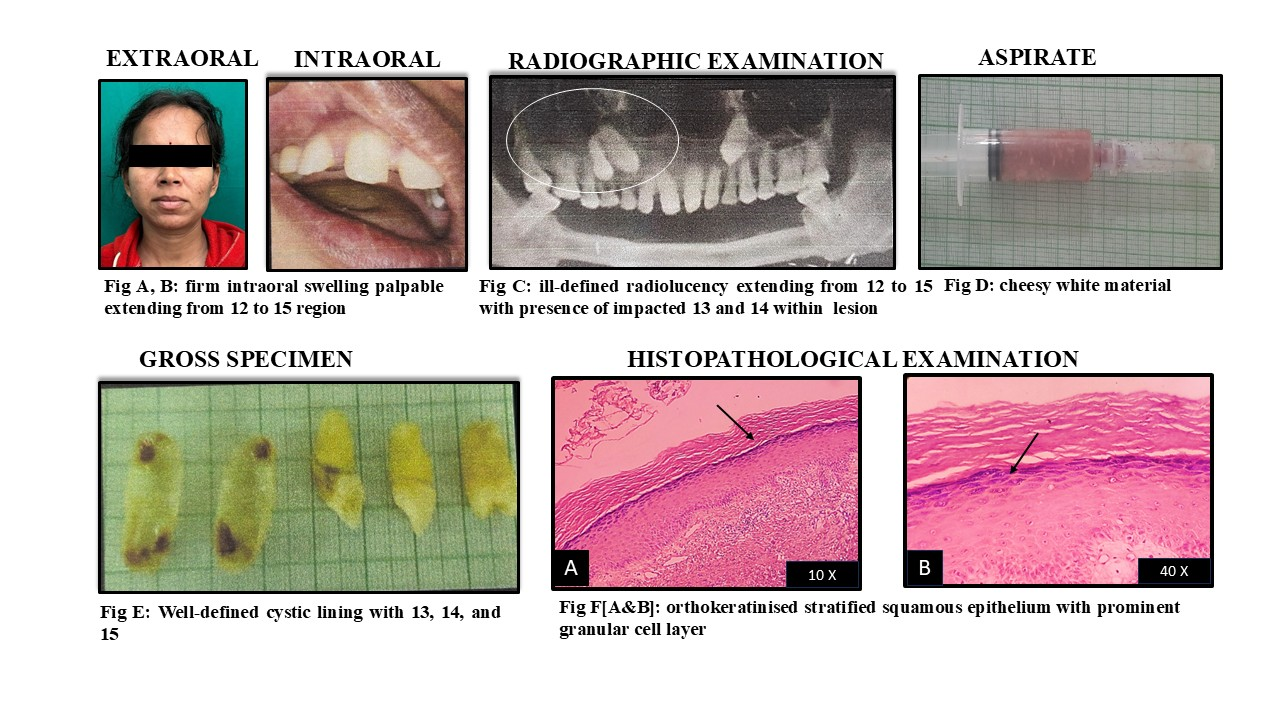 EXTRAORAL
INTRAORAL
RADIOGRAPHIC EXAMINATION
ASPIRATE
Fig A, B: firm intraoral swelling palpable
extending from 12 to 15 region
Fig C: ill-defined radiolucency extending from 12 to 15
with presence of impacted 13 and 14 within lesion
Fig D: cheesy white material
GROSS SPECIMEN
HISTOPATHOLOGICAL EXAMINATION
A
10 X
B
40 X
Fig E: Well-defined cystic lining with 13, 14, and
15
Fig F[A&B]: orthokeratinised stratified squamous epithelium with prominent
granular cell layer